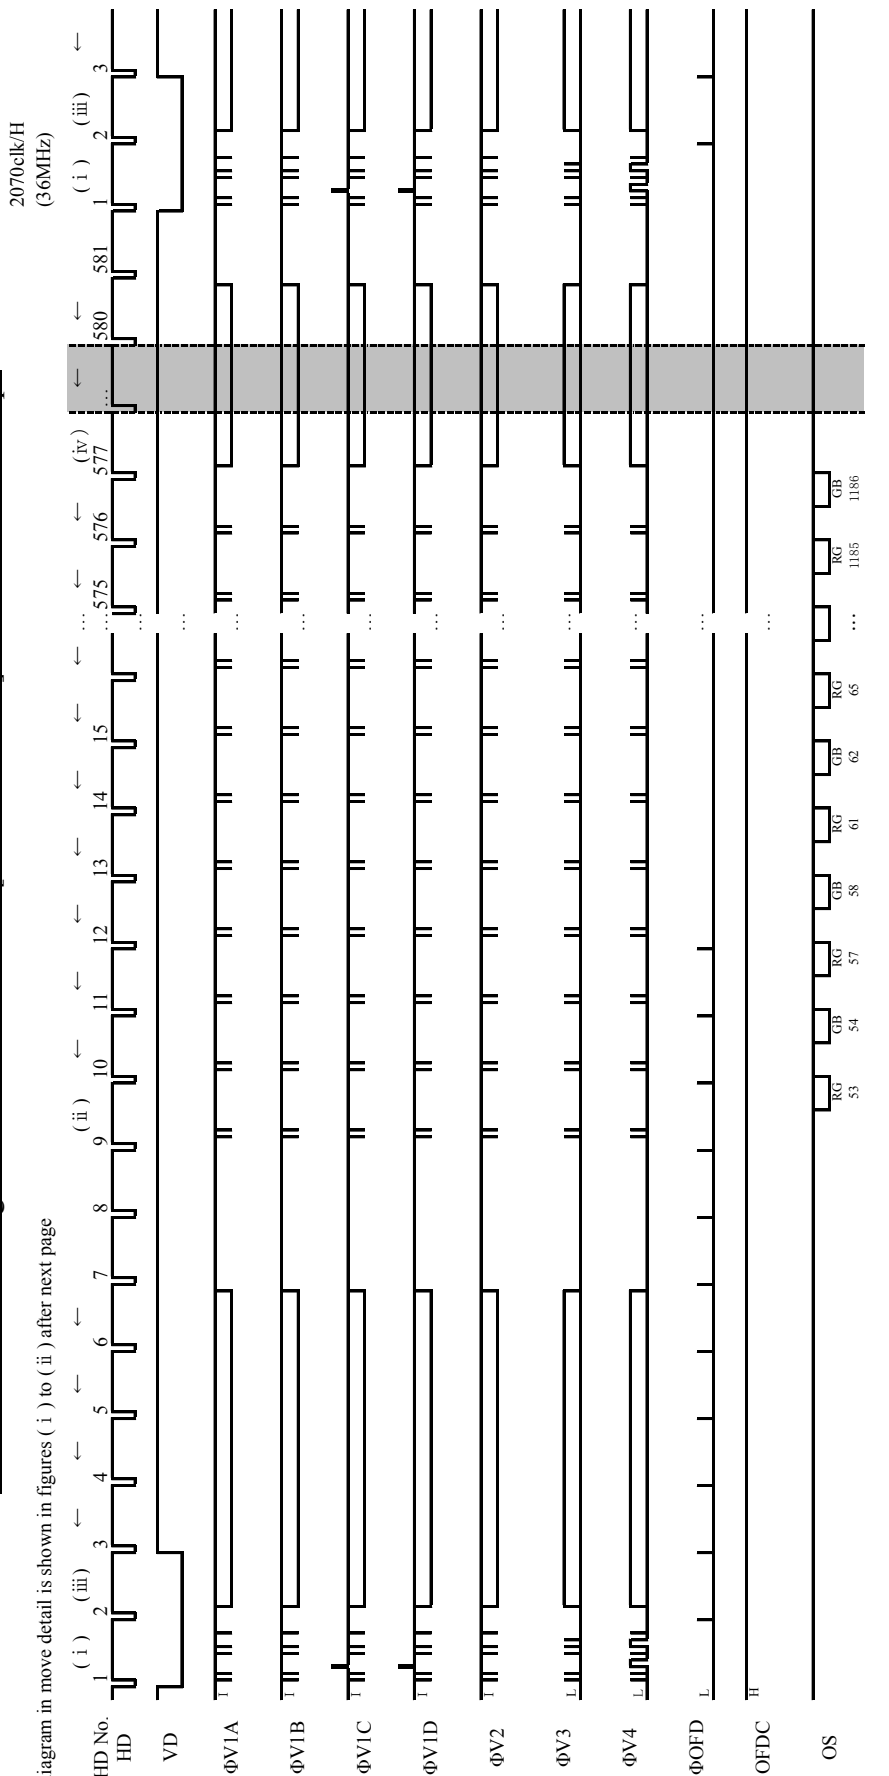 iagram in move detail is shown in figures ( i ) to ( ii ) after next page
2070clk/H
(36MHz)
( i ) (iii) ← ← ← ← ( ii ) ← ← ← ← ← ← ← … ← ← (iv) ← ← ( i ) (iii) ←
HD No. 1 2 3 4 5 6 7 8 9 10 11 12 13 14 15 … 575 576 577 … 580 581 1 2 3
HD …
VD …
ΦV1A I …
ΦV1B I …
ΦV1C I …
ΦV1D I …
ΦV2 I …
ΦV3 L …
ΦV4 L …
ΦOFD L …
OFDC H …
OS
RG GB RG GB RG GB RG RG GB
53 54 57 58 61 62 65 … 1185 1186